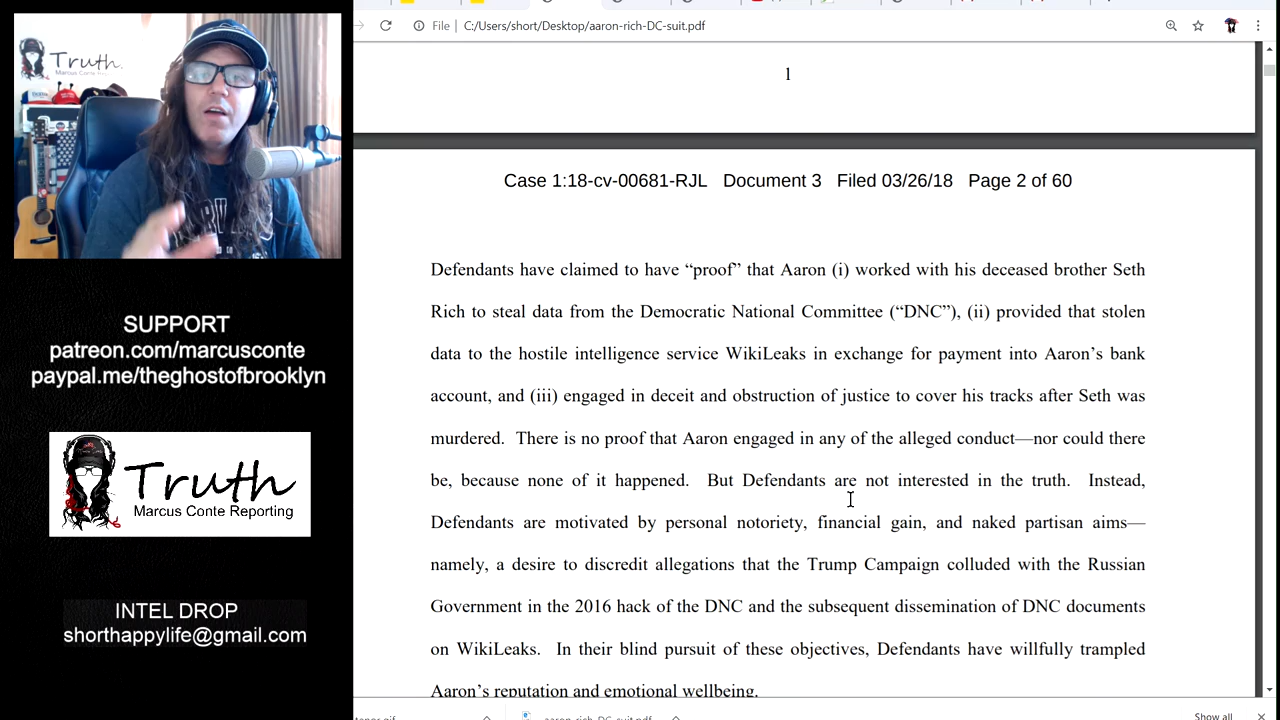 File C:/Users/short/Desktop/aaron-rich-DC-suit.pdf
Truth.
Marcus Conte
1
Case 1:18-cv-00681-RJL Document 3 Filed 03/26/18 Page 2 of 60
Defendants have claimed to have “proof” that Aaron (i) worked with his deceased brother Seth
Rich to steal data from the Democratic National Committee (“DNC”), (ii) provided that stolen
data to the hostile intelligence service WikiLeaks in exchange for payment into Aaron’s bank
account, and (iii) engaged in deceit and obstruction of justice to cover his tracks after Seth was
murdered. There is no proof that Aaron engaged in any of the alleged conduct—nor could there
be, because none of it happened. But Defendants are not interested in the truth. Instead,
Defendants are motivated by personal notoriety, financial gain, and naked partisan aims—
namely, a desire to discredit allegations that the Trump Campaign colluded with the Russian
Government in the 2016 hack of the DNC and the subsequent dissemination of DNC documents
on WikiLeaks. In their blind pursuit of these objectives, Defendants have willfully trampled
Aaron’s reputation and emotional wellbeing.
SUPPORT
patreon.com/marcusconte
paypal.me/theghostofbrooklyn
Truth
Marcus Conte Reporting
INTEL DROP
shorthappylife@gmail.com
aaron-rich-DC-suit.pdf
Show all